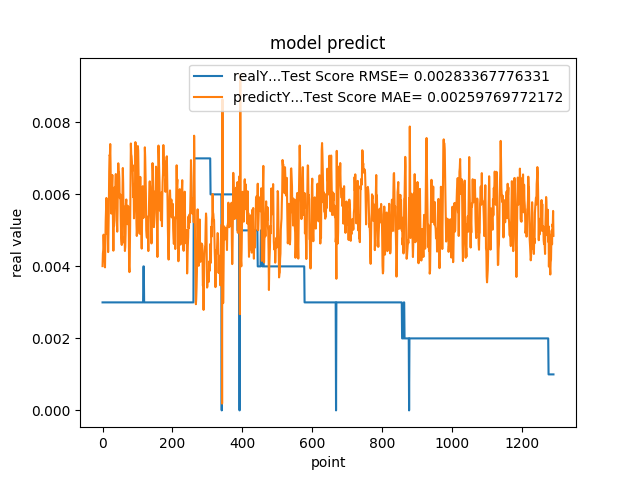 model predict
realY...Test Score RMSE= 0.00283367776331
predictY...Test Score MAE= 0.00259769772172
real value
0.008
0.006
0.004
0.002
0.000
0 200 400 600 800 1000 1200
point